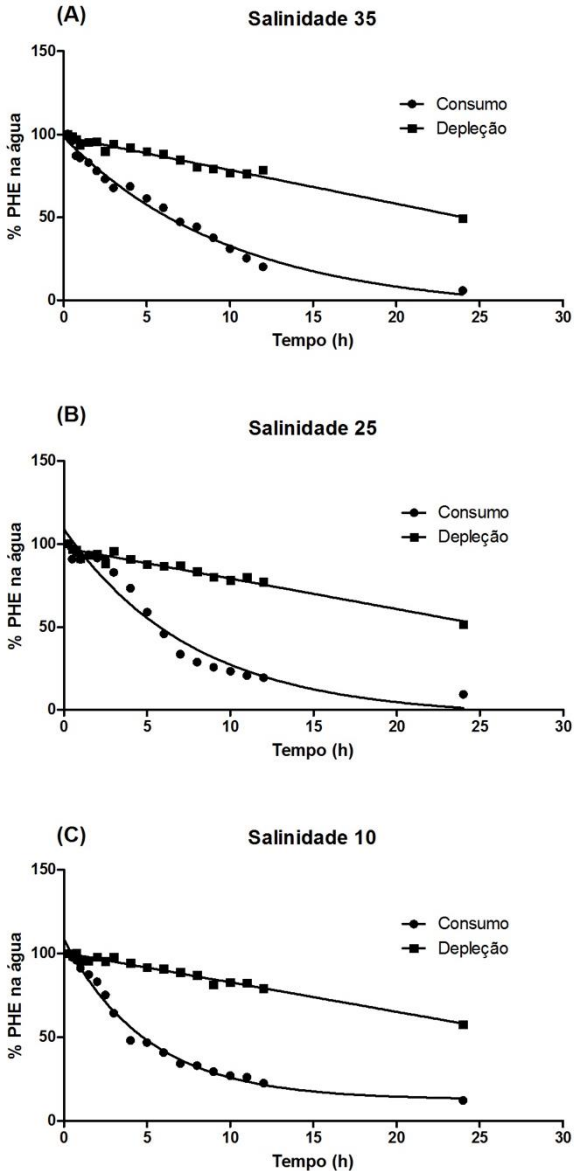 (A)
Salinidade 35
150
100
50
0
% PHE na água
Consumo
Depleção
0 5 10 15 20 25 30
Tempo (h)
(B)
Salinidade 25
150
100
50
0
% PHE na água
Consumo
Depleção
0 5 10 15 20 25 30
Tempo (h)
(C)
Salinidade 10
150
100
50
0
% PHE na água
Consumo
Depleção
0 5 10 15 20 25 30
Tempo (h)